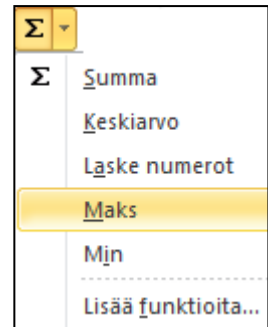 Σ
Σ Summa
Keskiarvo
Laske numerot
Maks
Min
Lisää funktioita...